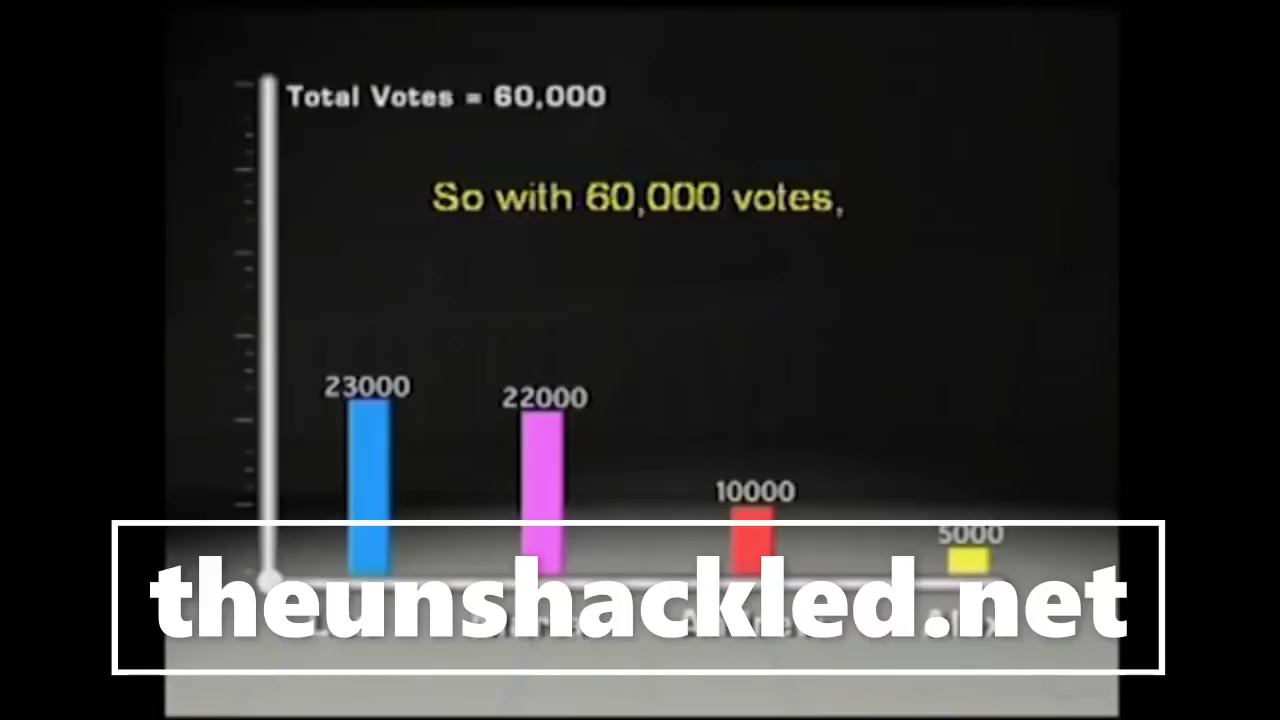 Total Votes = 60,000
So with 60,000 votes,
23000
22000
10000
5000
theunshackled.net